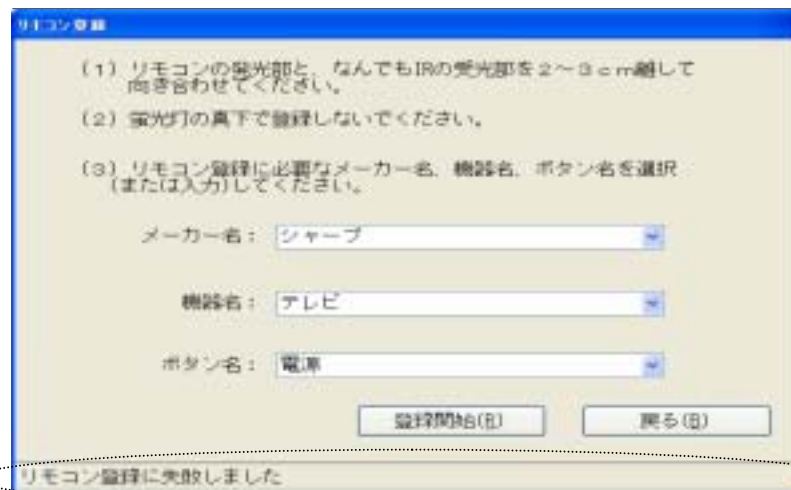 リモコン登録
(1) リモコンの発光部と、なんでもIRの受光部を2～3cm離して
向き合わせてください。
(2) 蛍光灯の真下で登録しないでください。
(3) リモコン登録に必要なメーカー名、機器名、ボタン名を選択
(または入力)してください。
メーカー名： シャープ
機器名： テレビ
ボタン名： 電源
登録開始(R) 戻る(B)
リモコン登録に失敗しました